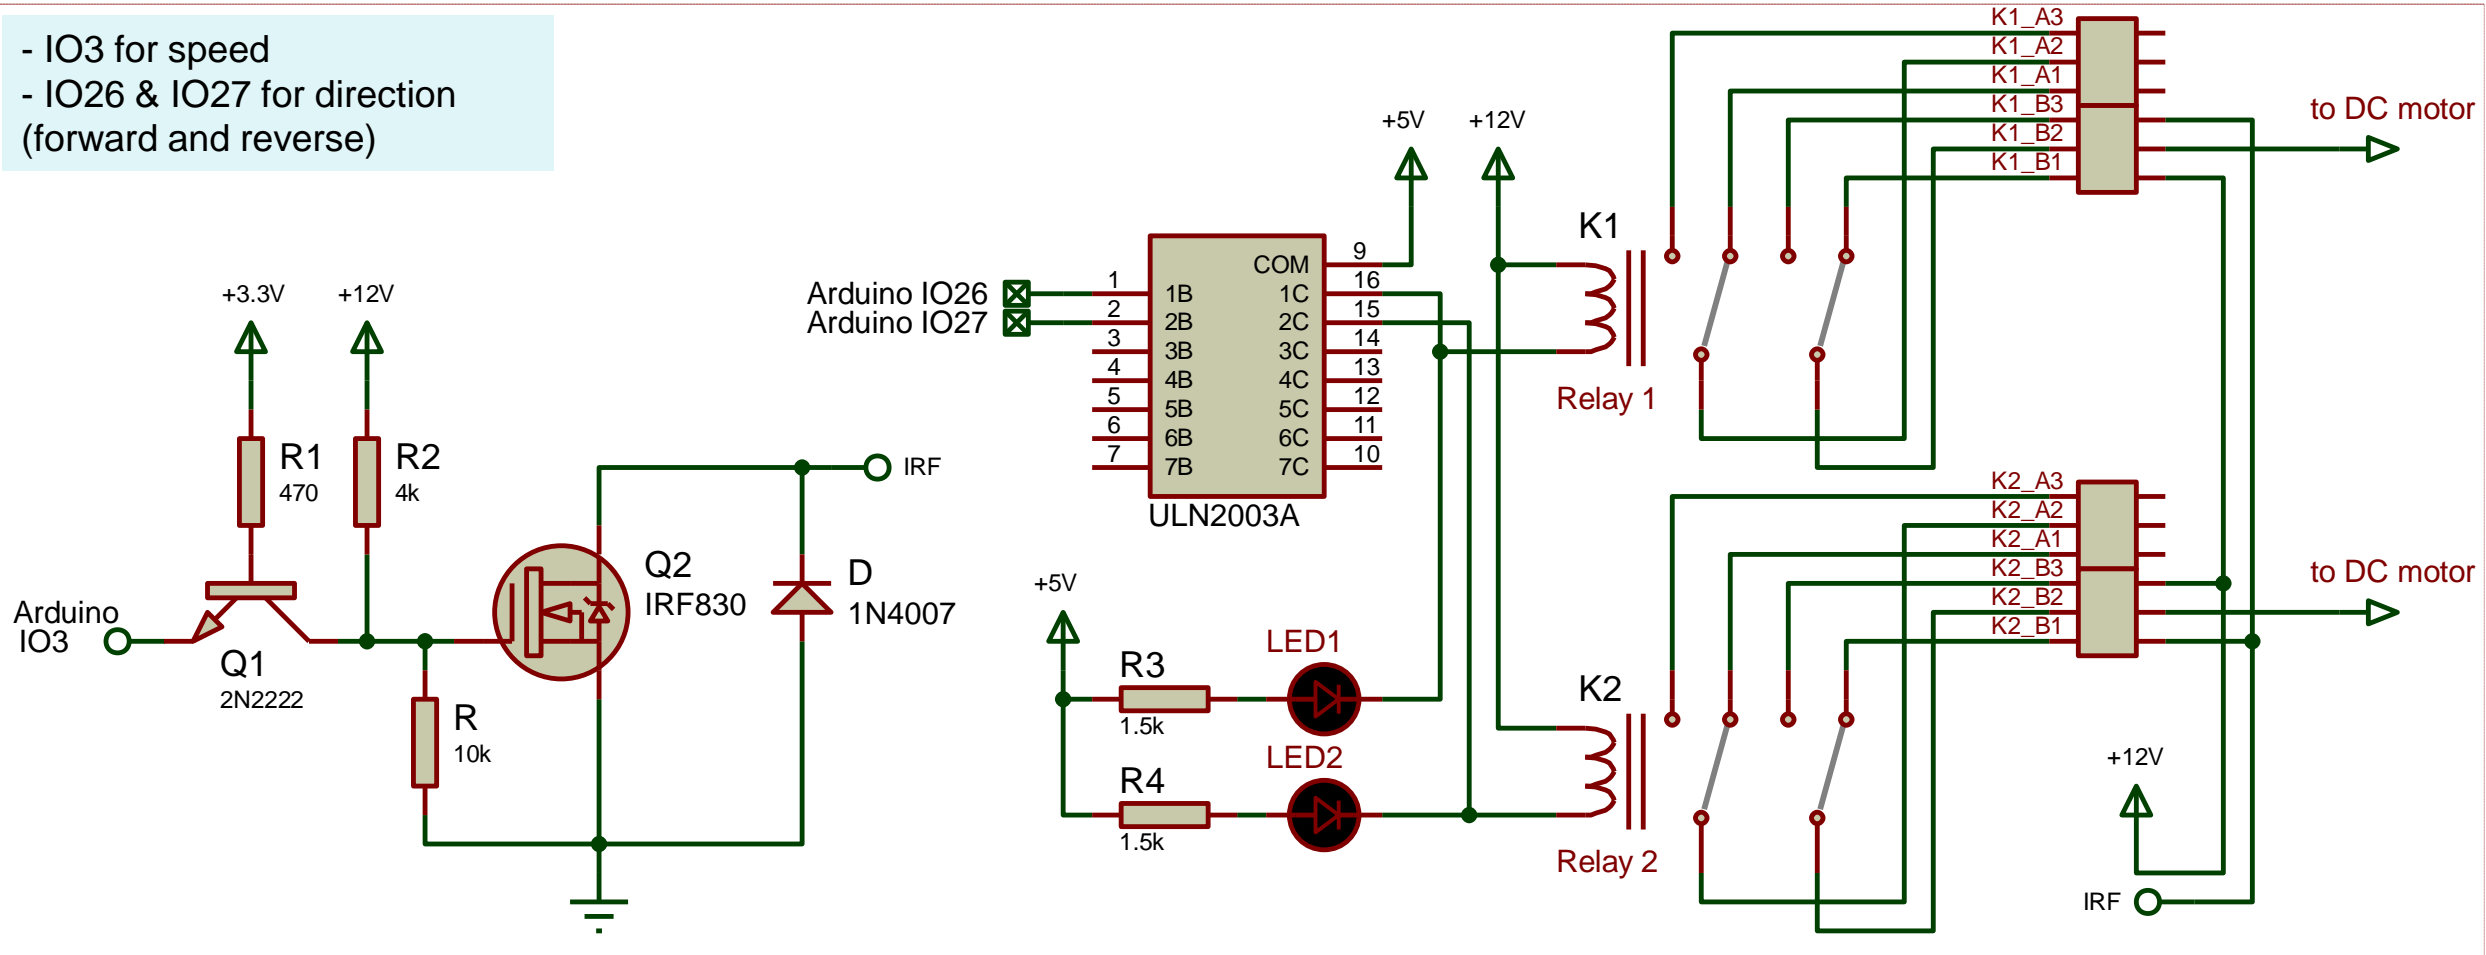 - IO3 for speed
- IO26 & IO27 for direction
(forward and reverse)
+3.3V
+12V
R1
470
R2
4k
Arduino
IO3
Q1
2N2222
R
10k
Q2
IRF830
D
1N4007
IRF
Arduino IO26
Arduino IO27
1
2
3
4
5
6
7
1B
2B
3B
4B
5B
6B
7B
COM
1C
2C
3C
4C
5C
6C
7C
9
16
15
14
13
12
11
10
ULN2003A
+5V
+12V
+5V
R3
1.5k
R4
1.5k
LED1
LED2
K1
Relay 1
K2
Relay 2
K1_A3
K1_A2
K1_A1
K1_B3
K1_B2
K1_B1
to DC motor
K2_A3
K2_A2
K2_A1
K2_B3
K2_B2
K2_B1
to DC motor
+12V
IRF